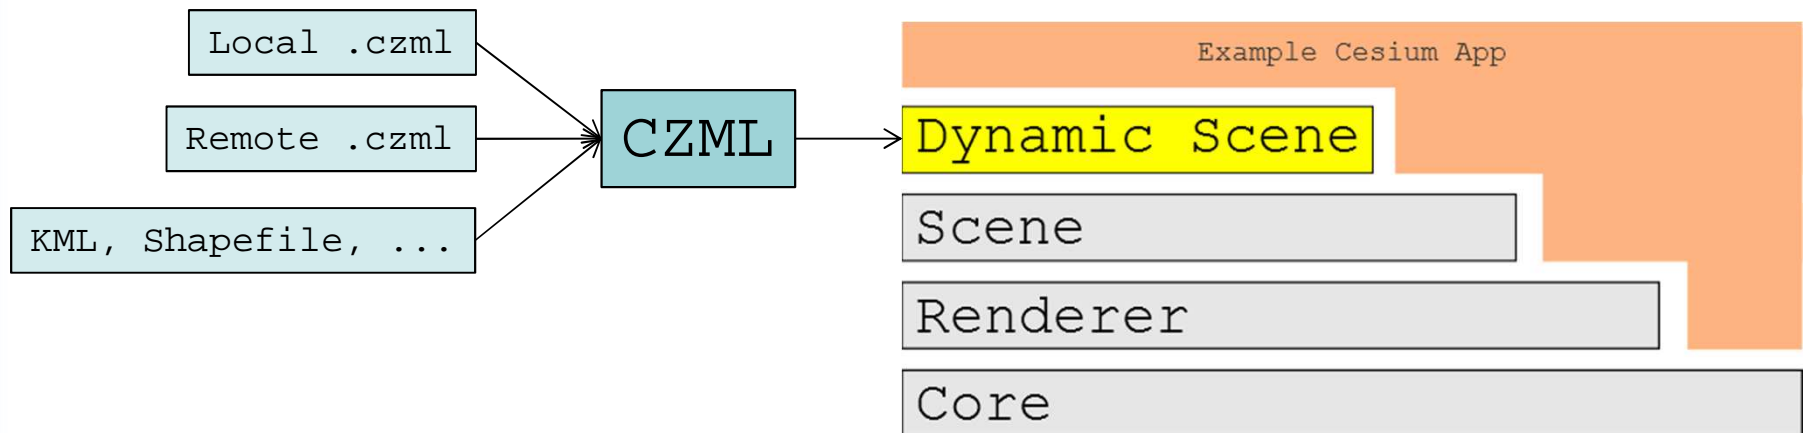 Local .czml
Remote .czml
KML, Shapefile, ...
CZML
Example Cesium App
Dynamic Scene
Scene
Renderer
Core